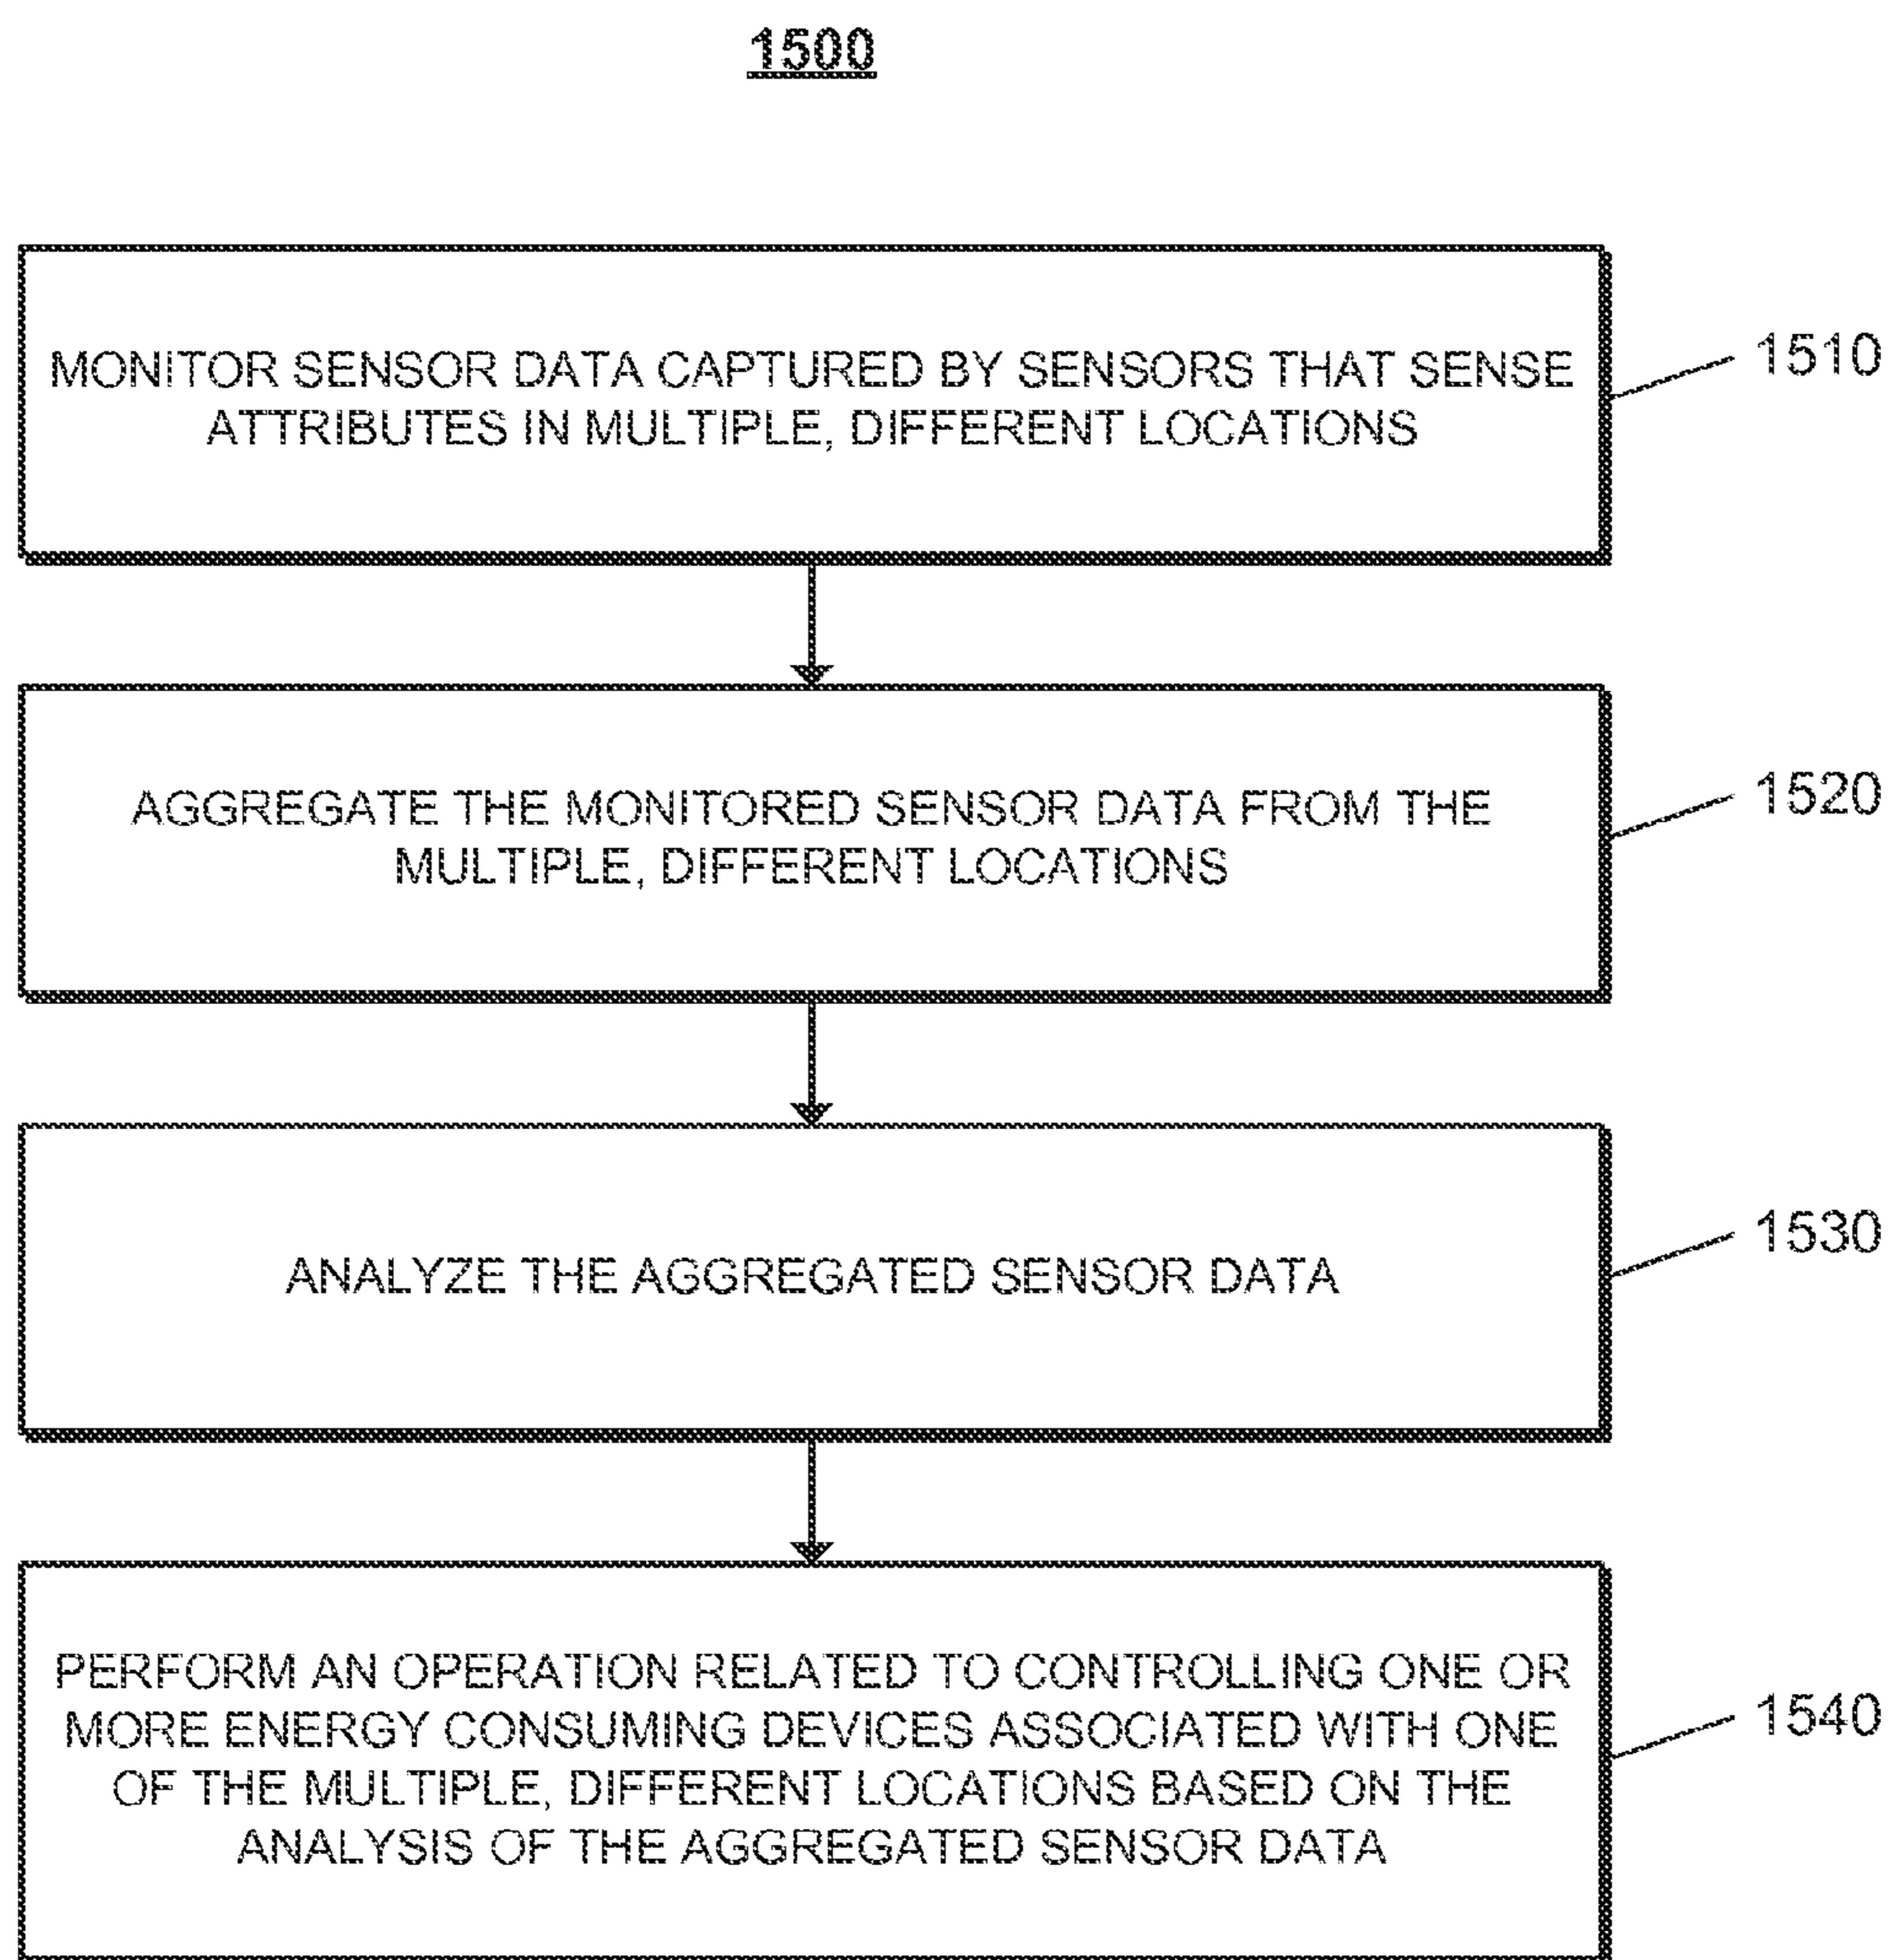 1500
MONITOR SENSOR DATA CAPTURED BY SENSORS THAT SENSE
ATTRIBUTES IN MULTIPLE, DIFFERENT LOCATIONS
1510
AGGREGATE THE MONITORED SENSOR DATA FROM THE
MULTIPLE, DIFFERENT LOCATIONS
1520
ANALYZE THE AGGREGATED SENSOR DATA
1530
PERFORM AN OPERATION RELATED TO CONTROLLING ONE OR
MORE ENERGY CONSUMING DEVICES ASSOCIATED WITH ONE
OF THE MULTIPLE, DIFFERENT LOCATIONS BASED ON THE
ANALYSIS OF THE AGGREGATED SENSOR DATA
1540